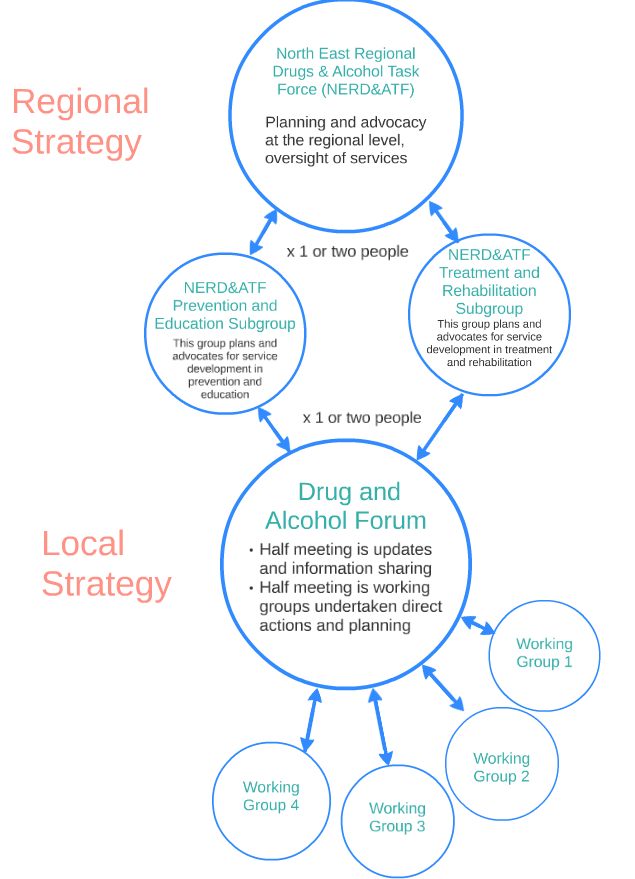 North East Regional
Drugs & Alcohol Task
Force (NERD&ATF)
Planning and advocacy
at the regional level,
oversight of services
Regional
Strategy
x 1 or two people
NERD&ATF
Prevention and
Education Subgroup
This group plans and
advocates for service
development in
prevention and
education
NERD&ATF
Treatment and
Rehabilitation
Subgroup
This group plans and
advocates for service
development in treatment
and rehabilitation
x 1 or two people
Local
Strategy
Drug and
Alcohol Forum
• Half meeting is updates
and information sharing
• Half meeting is working
groups undertaken direct
actions and planning
Working
Group 1
Working
Group 2
Working
Group 3
Working
Group 4